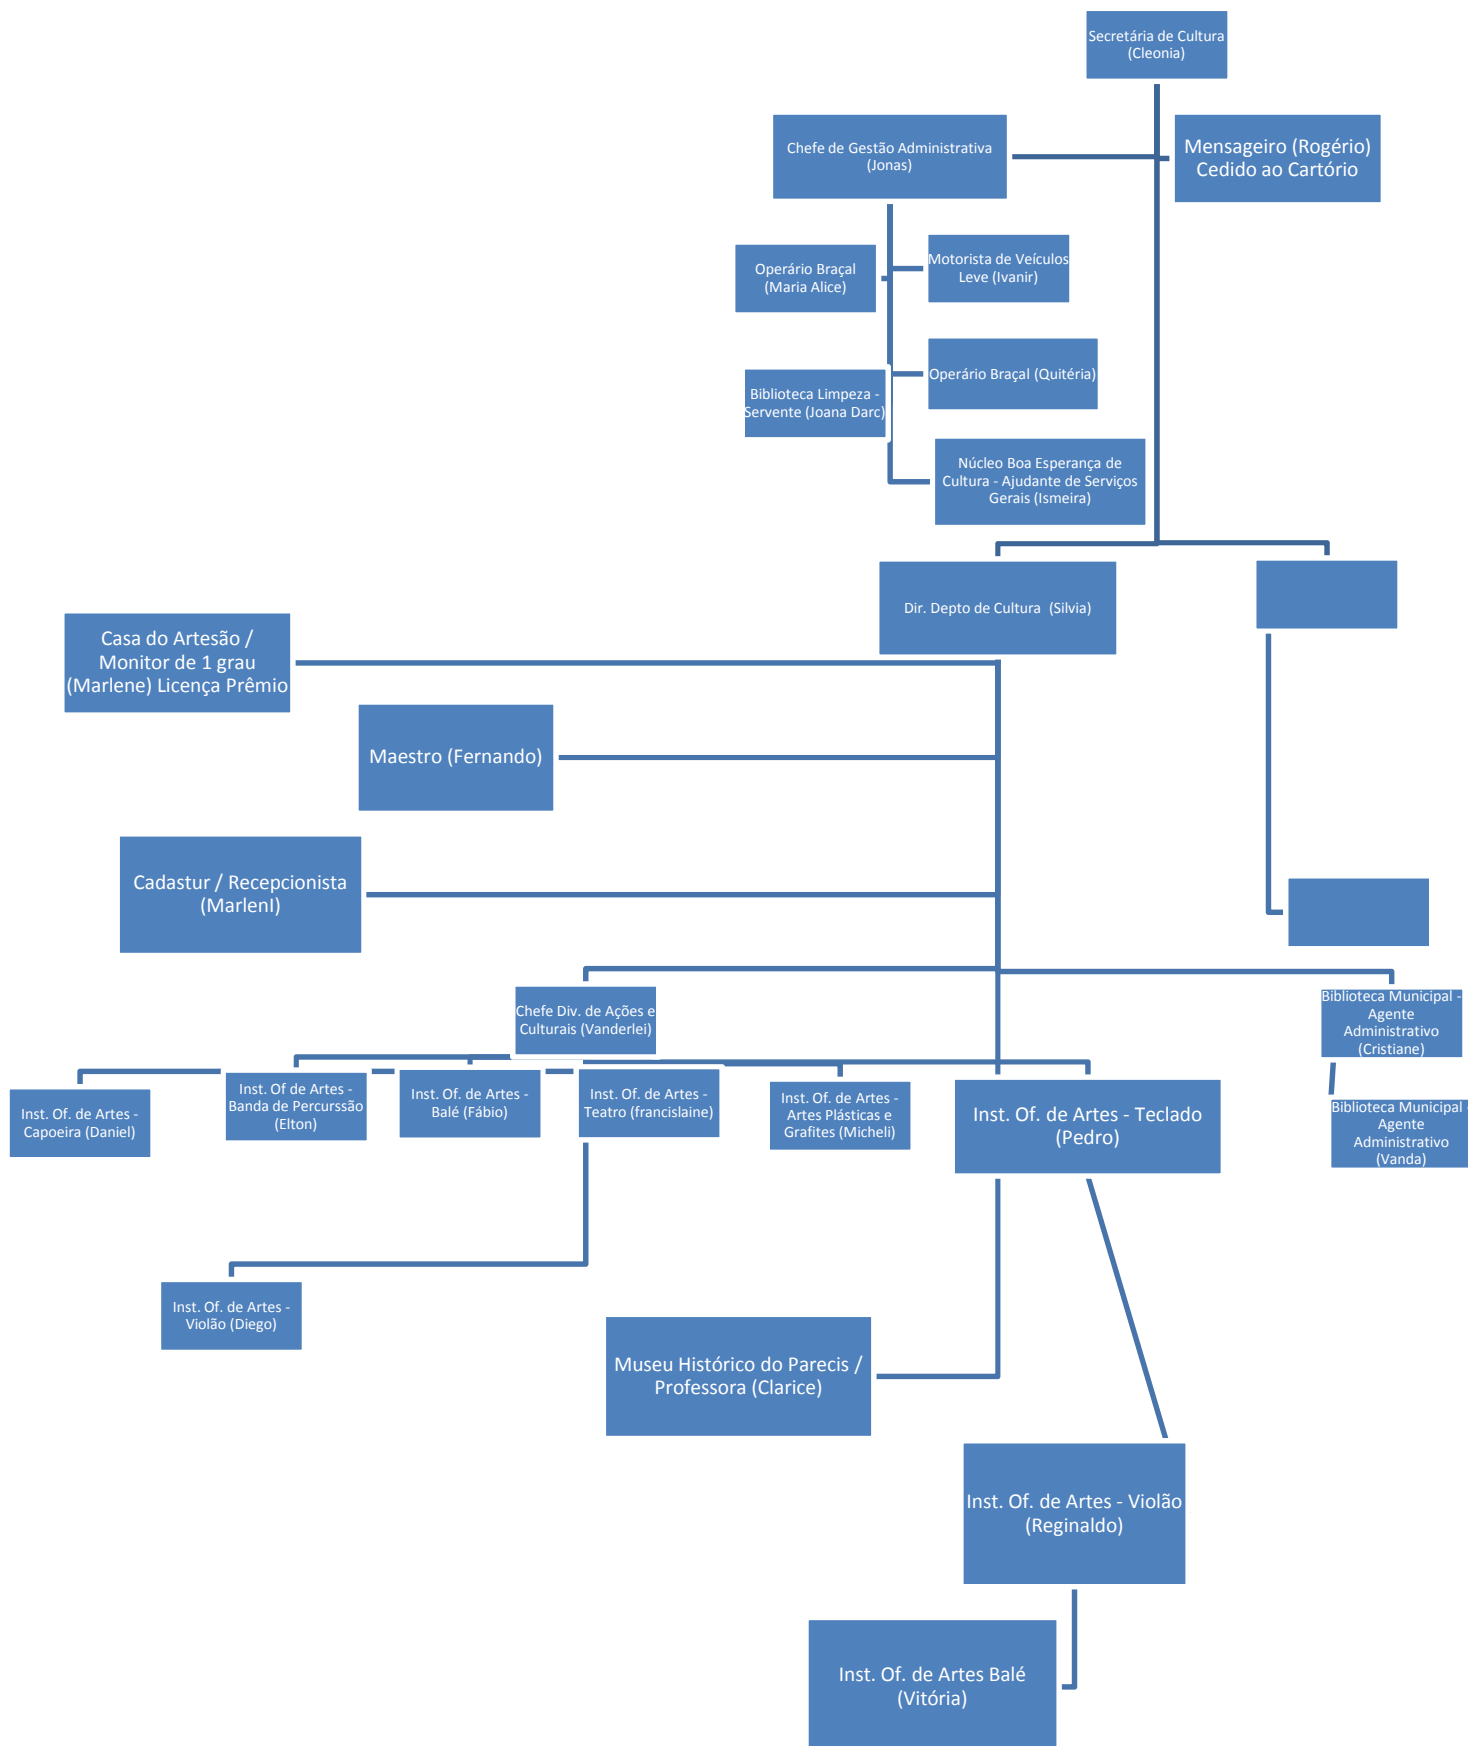 Secretária de Cultura
(Cleonia)
Chefe de Gestão Administrativa
(Jonas)
Mensageiro (Rogério)
Cedido ao Cartório
Operário Braçal
(Maria Alice)
Motorista de Veículos
Leve (Ivanir)
Biblioteca Limpeza -
Servente (Joana Darc)
Operário Braçal (Quitéria)
Núcleo Boa Esperança de
Cultura - Ajudante de Serviços
Gerais (Ismeira)
Dir. Depto de Cultura (Silvia)
Casa do Artesão /
Monitor de 1 grau
(Marlene) Licença Prêmio
Maestro (Fernando)
Cadastur / Recepcionista
(MarlenI)
Chefe Div. de Ações e
Culturais (Vanderlei)
Biblioteca Municipal -
Agente
Administrativo
(Cristiane)
Inst. Of. de Artes -
Capoeira (Daniel)
Inst. Of de Artes -
Banda de Percurssão
(Elton)
Inst. Of. de Artes -
Balé (Fábio)
Inst. Of. de Artes -
Teatro (francislaine)
Inst. Of. de Artes -
Artes Plásticas e
Grafites (Micheli)
Inst. Of. de Artes - Teclado
(Pedro)
Biblioteca Municipal -
Agente
Administrativo
(Vanda)
Inst. Of. de Artes -
Violão (Diego)
Museu Histórico do Parecis /
Professora (Clarice)
Inst. Of. de Artes - Violão
(Reginaldo)
Inst. Of. de Artes Balé
(Vitória)